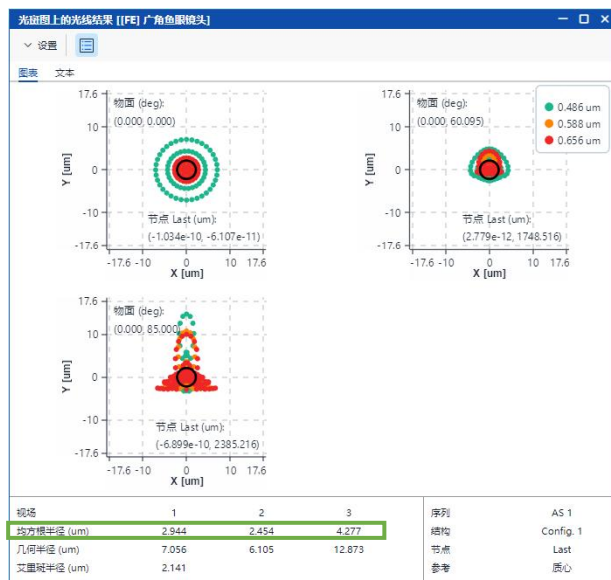 光斑图上的光线结果 [[FE] 广角鱼眼镜头]
设置
图表 文本
17.6
10
0
-10
-17.6
Y [um]
物面 (deg):
(0.000, 0.000)
节点 Last (um):
(-1.034e-10, -6.107e-11)
-17.6 -10 0 10 17.6
X [um]
17.6
10
0
-10
-17.6
Y [um]
物面 (deg):
(0.000, 60.095)
节点 Last (um):
(2.779e-12, 1748.516)
-17.6 -10 0 10 17.6
X [um]
0.486 um
0.588 um
0.656 um
17.6
10
0
-10
-17.6
Y [um]
物面 (deg):
(0.000, 85.000)
节点 Last (um):
(-6.899e-10, 2385.216)
-17.6 -10 0 10 17.6
X [um]
视场 1 2 3
均方根半径 (um) 2.944 2.454 4.277
几何半径 (um) 7.056 6.105 12.873
艾里斑半径 (um) 2.141
序列 AS 1
结构 Config. 1
节点 Last
参考 质心